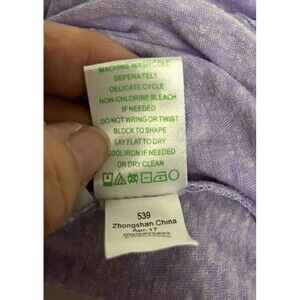 MACHINE WASH COLD
SEPERATELY
DELICATE CYCLE
NON-CHLORINE BLEACH
IF NEEDED
DO NOT WRING OR TWIST
BLOCK TO SHAPE
LAY FLAT TO DRY
COOL IRON IF NEEDED
OR DRY CLEAN
539
Zhongshan China
Apr-17